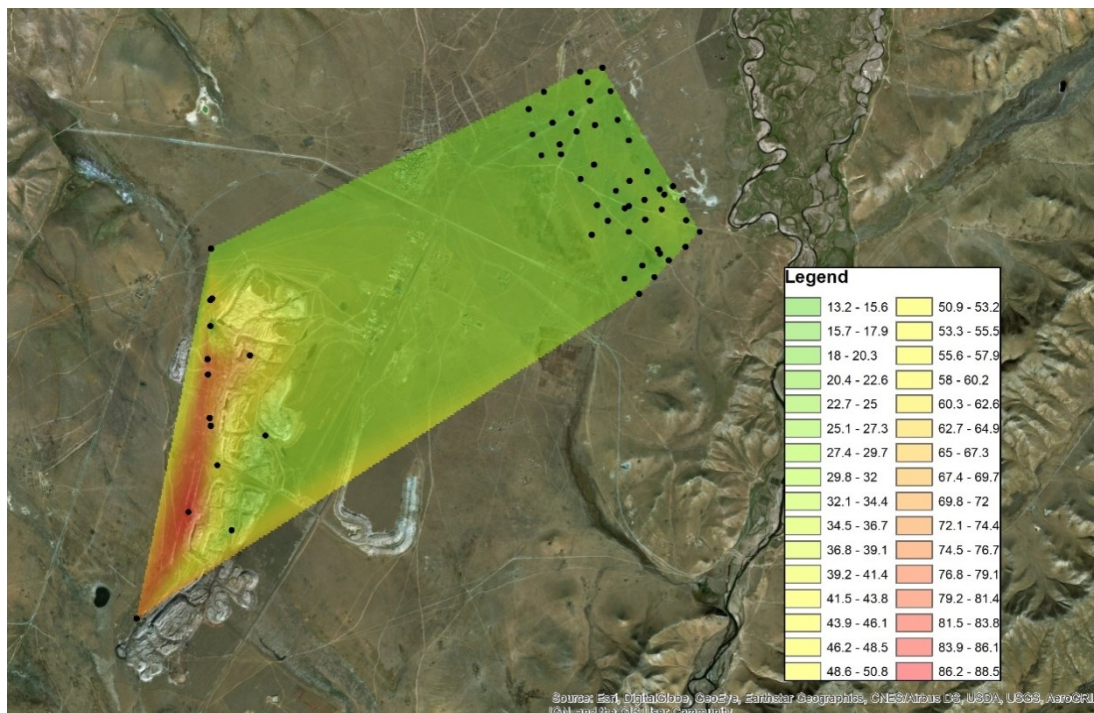 Legend
13.2 - 15.6
15.7 - 17.9
18 - 20.3
20.4 - 22.6
22.7 - 25
25.1 - 27.3
27.4 - 29.7
29.8 - 32
32.1 - 34.4
34.5 - 36.7
36.8 - 39.1
39.2 - 41.4
41.5 - 43.8
43.9 - 46.1
46.2 - 48.5
48.6 - 50.8
50.9 - 53.2
53.3 - 55.5
55.6 - 57.9
58 - 60.2
60.3 - 62.6
62.7 - 64.9
65 - 67.3
67.4 - 69.7
69.8 - 72
72.1 - 74.4
74.5 - 76.7
76.8 - 79.1
79.2 - 81.4
81.5 - 83.8
83.9 - 86.1
86.2 - 88.5
Source: Esri, DigitalGlobe, GeoEye, Earthstar Geographics, CNES/Airbus DS, USDA, USGS, AeroGRI
IGN, and the GIS User Community